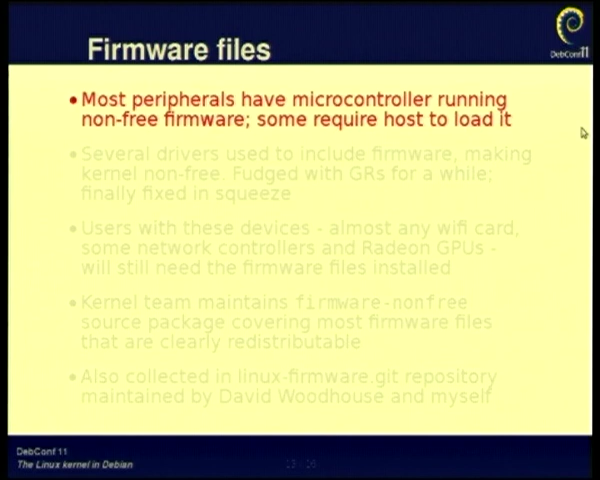 Firmware files
DebConf11
• Most peripherals have microcontroller running
non-free firmware; some require host to load it
• Several drivers used to include firmware, making
kernel non-free. Fudged with GRs for a while;
finally fixed in squeeze
• Users with these devices - almost any wifi card,
some network controllers and Radeon GPUs -
will still need the firmware files installed
• Kernel team maintains firmware-nonfree
source package covering most firmware files
that are clearly redistributable
• Also collected in linux-firmware.git repository
maintained by David Woodhouse and myself
DebConf 11
The Linux kernel in Debian